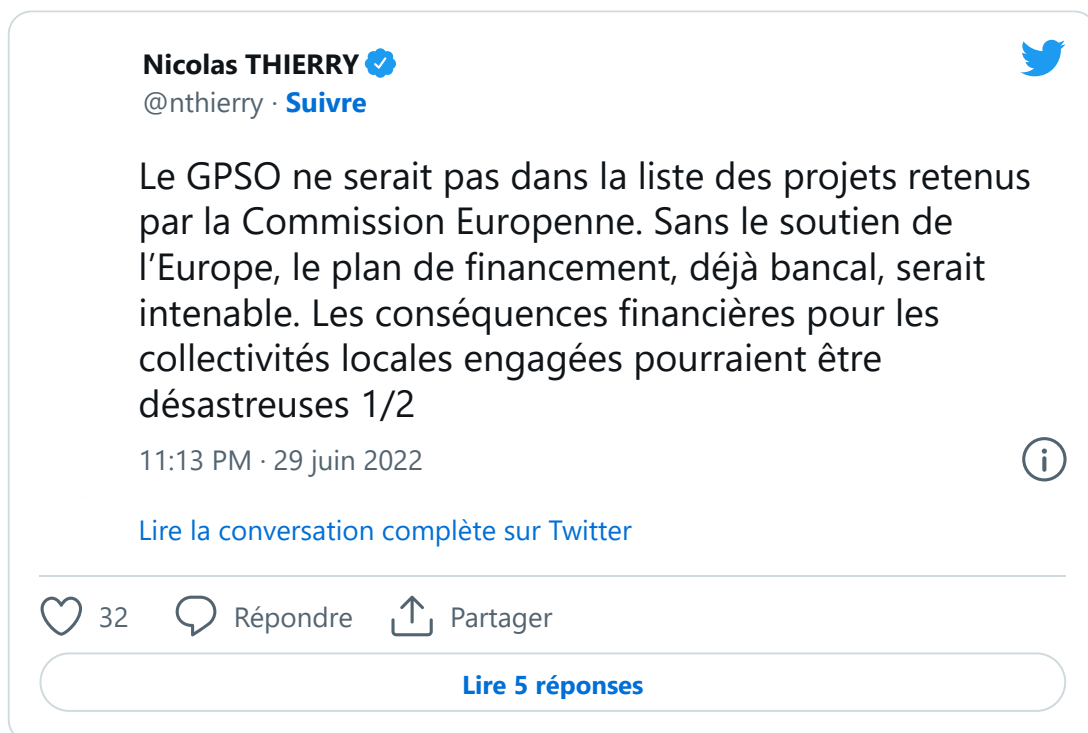 Nicolas THIERRY
@nthierry · Suivre
Le GPSO ne serait pas dans la liste des projets retenus
par la Commission Europenne. Sans le soutien de
l’Europe, le plan de financement, déjà bancal, serait
intenable. Les conséquences financières pour les
collectivités locales engagées pourraient être
désastreuses 1/2
11:13 PM · 29 juin 2022
Lire la conversation complète sur Twitter
32 Répondre Partager
Lire 5 réponses